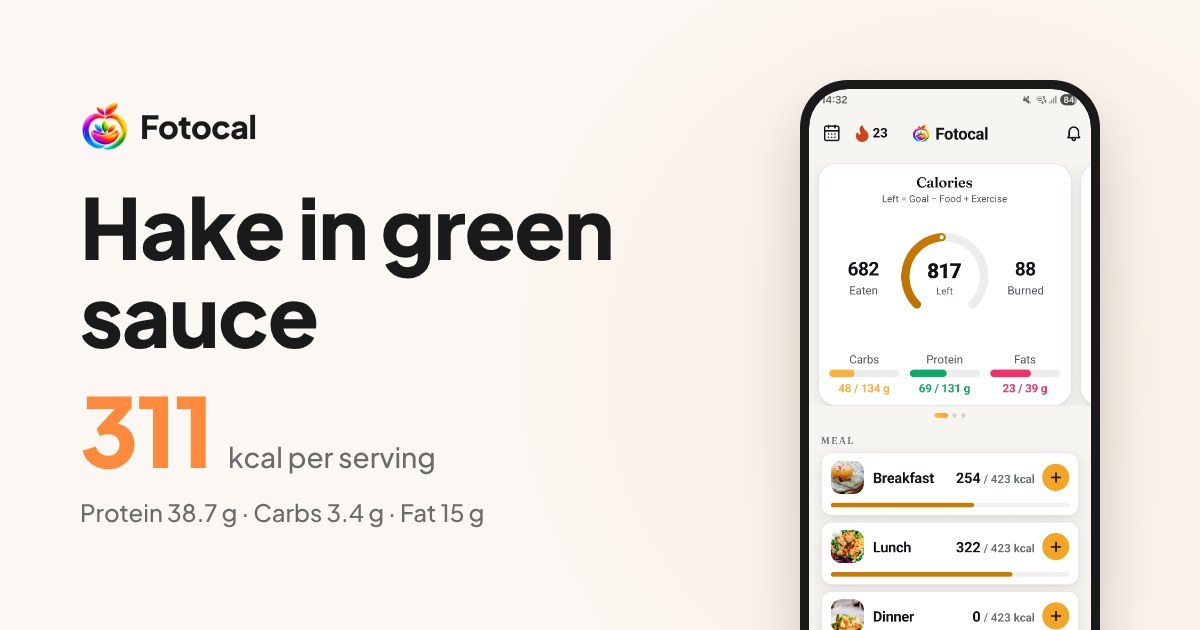 Fotocal
Hake in green
sauce
311 kcal per serving
Protein 38.7 g · Carbs 3.4 g · Fat 15 g
14:32
84
23
Fotocal
Calories
Left = Goal − Food + Exercise
682
Eaten
817
Left
88
Burned
Carbs
48 / 134 g
Protein
69 / 131 g
Fats
23 / 39 g
MEAL
Breakfast 254 / 423 kcal +
Lunch 322 / 423 kcal +
Dinner 0 / 423 kcal +